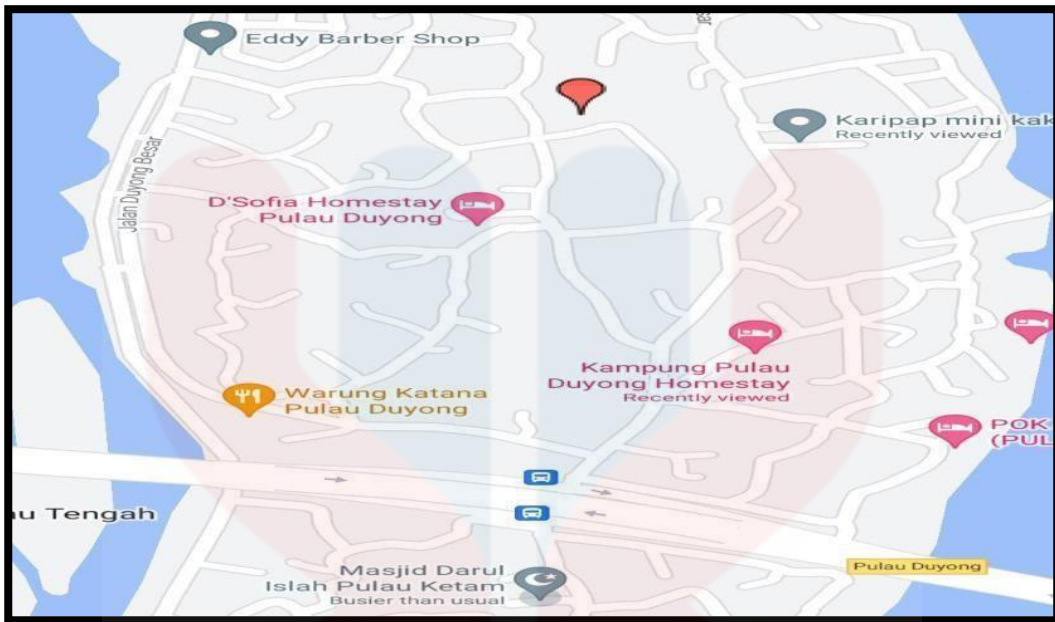 Eddy Barber Shop
Karipap mini kak
Recently viewed
Jalan Duyong Besar
D'Sofia Homestay
Pulau Duyong
Kampung Pulau
Duyong Homestay
Recently viewed
Warung Katana
Pulau Duyong
POK
(PUL
u Tengah
Pulau Duyong
Masjid Darul
Islah Pulau Ketam
Busier than usual